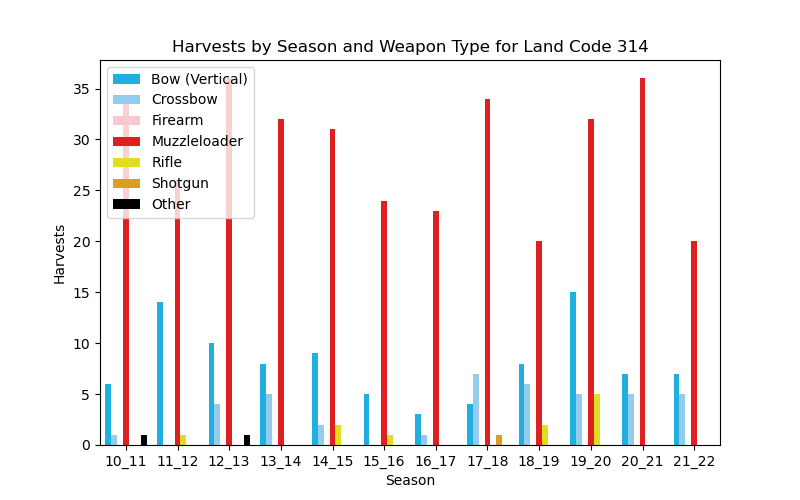 Harvests by Season and Weapon Type for Land Code 314
Bow (Vertical)
Crossbow
Firearm
Muzzleloader
Rifle
Shotgun
Other
35
30
25
20
15
10
5
0
Harvests
10_11 11_12 12_13 13_14 14_15 15_16 16_17 17_18 18_19 19_20 20_21 21_22
Season